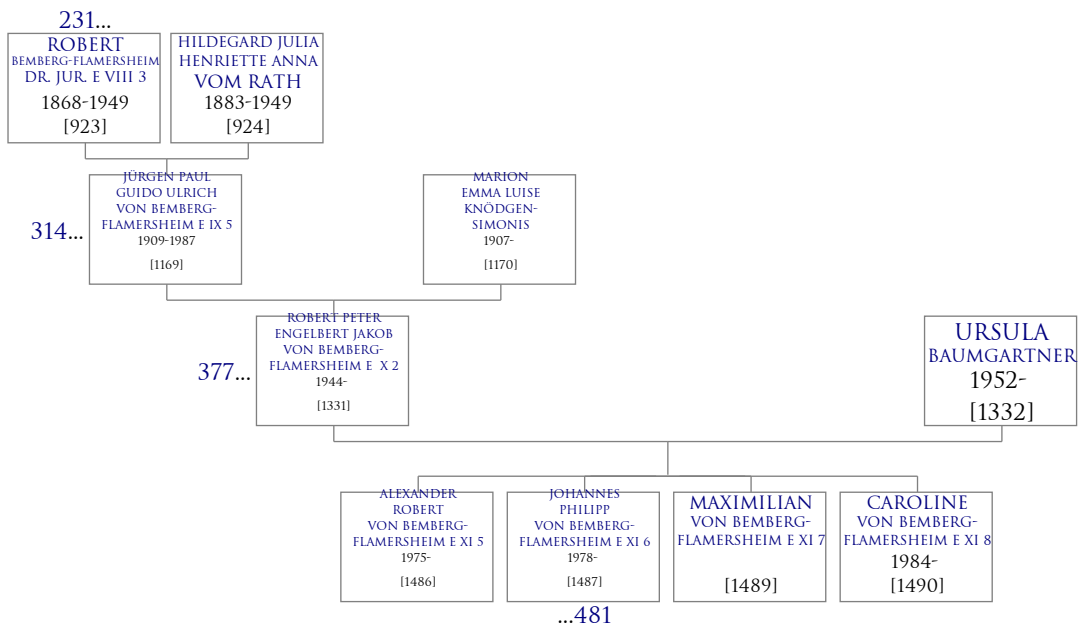 231...
ROBERT
BEMBERG-FLAMERSHEIM
DR. JUR. E VIII 3
1868-1949
[923]
HILDEGARD JULIA
HENRIETTE ANNA
VOM RATH
1883-1949
[924]
314...
JÜRGEN PAUL
GUIDO ULRICH
VON BEMBERG-
FLAMERSHEIM E IX 5
1909-1987
[1169]
MARION
EMMA LUISE
KNÖDGEN-
SIMONIS
1907-
[1170]
377...
ROBERT PETER
ENGELBERT JAKOB
VON BEMBERG-
FLAMERSHEIM E X 2
1944-
[1331]
URSULA
BAUMGARTNER
1952-
[1332]
ALEXANDER
ROBERT
VON BEMBERG-
FLAMERSHEIM E XI 5
1975-
[1486]
JOHANNES
PHILIPP
VON BEMBERG-
FLAMERSHEIM E XI 6
1978-
[1487]
MAXIMILIAN
VON BEMBERG-
FLAMERSHEIM E XI 7
[1489]
CAROLINE
VON BEMBERG-
FLAMERSHEIM E XI 8
1984-
[1490]
...481